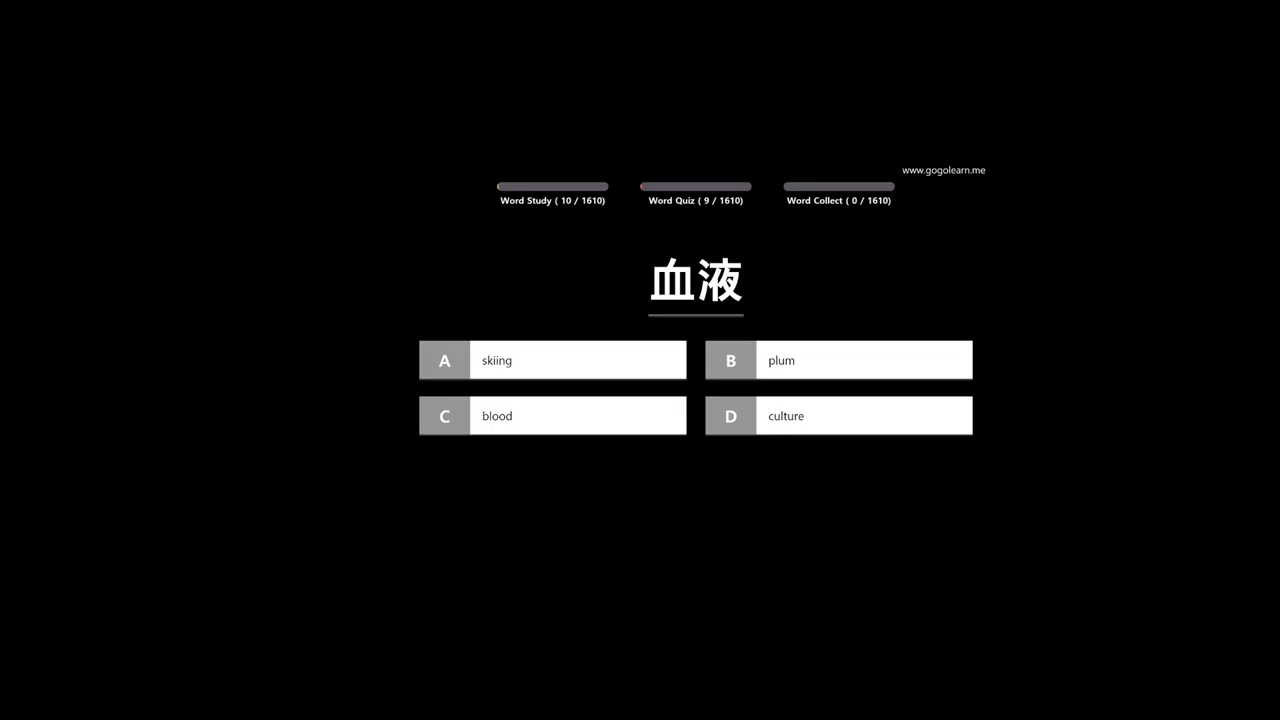 www.gogolearn.me
Word Study ( 10 / 1610)
Word Quiz ( 9 / 1610)
Word Collect ( 0 / 1610)
血液
A skiing
B plum
C blood
D culture